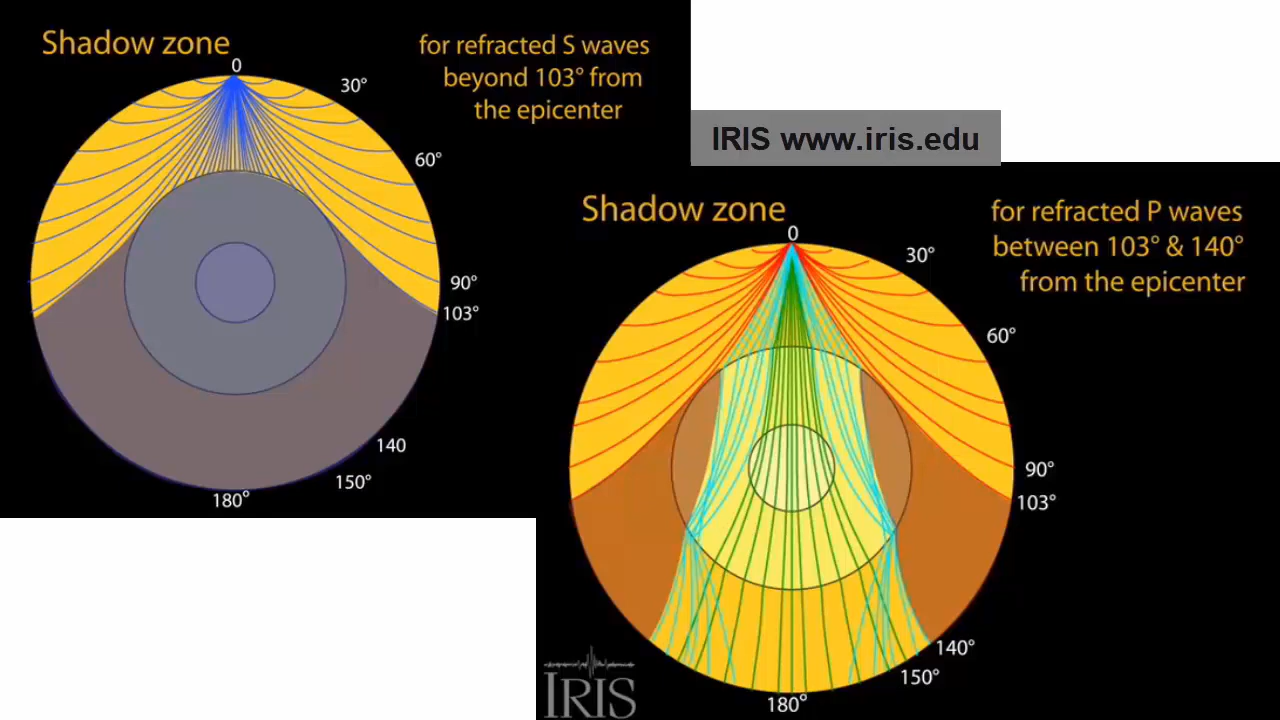 Shadow zone
for refracted S waves
beyond 103° from
the epicenter
0
30°
60°
90°
103°
140
150°
180°
IRIS www.iris.edu
Shadow zone
for refracted P waves
between 103° & 140°
from the epicenter
0
30°
60°
90°
103°
140°
150°
180°
IRIS